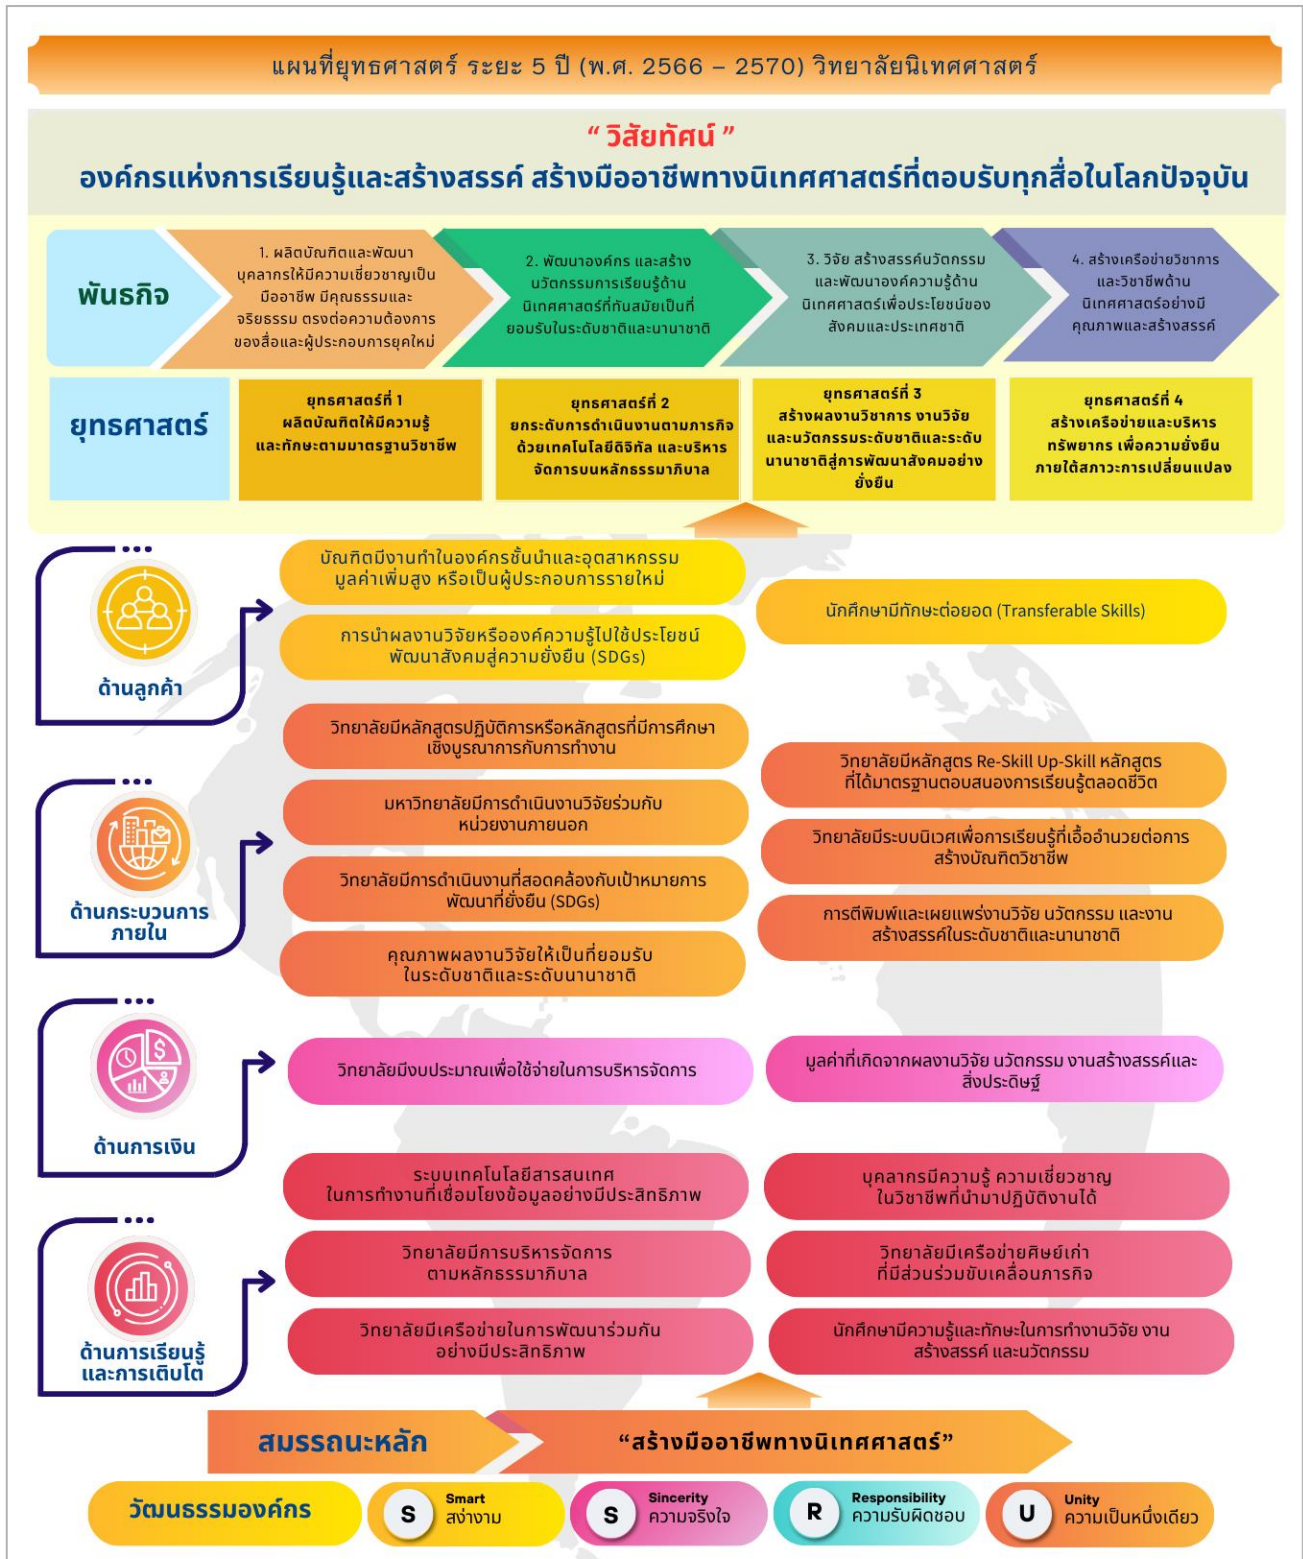 แผนที่ยุทธศาสตร์ ระยะ 5 ปี (พ.ศ. 2566 – 2570) วิทยาลัยนิเทศศาสตร์
“ วิสัยทัศน์ ”
องค์กรแห่งการเรียนรู้และสร้างสรรค์ สร้างมืออาชีพทางนิเทศศาสตร์ที่ตอบรับทุกสื่อในโลกปัจจุบัน
พันธกิจ
1. ผลิตบัณฑิตและพัฒนา
บุคลากรให้มีความเชี่ยวชาญเป็น
มืออาชีพ มีคุณธรรมและ
จริยธรรม ตรงต่อความต้องการ
ของสื่อและผู้ประกอบการยุคใหม่
2. พัฒนาองค์กร และสร้าง
นวัตกรรมการเรียนรู้ด้าน
นิเทศศาสตร์ที่ทันสมัยเป็นที่
ยอมรับในระดับชาติและนานาชาติ
3. วิจัย สร้างสรรค์นวัตกรรม
และพัฒนาองค์ความรู้ด้าน
นิเทศศาสตร์เพื่อประโยชน์ของ
สังคมและประเทศชาติ
4. สร้างเครือข่ายวิชาการ
และวิชาชีพด้าน
นิเทศศาสตร์อย่างมี
คุณภาพและสร้างสรรค์
ยุทธศาสตร์
ยุทธศาสตร์ที่ 1
ผลิตบัณฑิตให้มีความรู้
และทักษะตามมาตรฐานวิชาชีพ
ยุทธศาสตร์ที่ 2
ยกระดับการดำเนินงานตามภารกิจ
ด้วยเทคโนโลยีดิจิทัล และบริหาร
จัดการบนหลักธรรมาภิบาล
ยุทธศาสตร์ที่ 3
สร้างผลงานวิชาการ งานวิจัย
และนวัตกรรมระดับชาติและระดับ
นานาชาติสู่การพัฒนาสังคมอย่าง
ยั่งยืน
ยุทธศาสตร์ที่ 4
สร้างเครือข่ายและบริหาร
ทรัพยากร เพื่อความยั่งยืน
ภายใต้สภาวะการเปลี่ยนแปลง
ด้านลูกค้า
บัณฑิตมีงานทำในองค์กรชั้นนำและอุตสาหกรรม
มูลค่าเพิ่มสูง หรือเป็นผู้ประกอบการรายใหม่
การนำผลงานวิจัยหรือองค์ความรู้ไปใช้ประโยชน์
พัฒนาสังคมสู่ความยั่งยืน (SDGs)
นักศึกษามีทักษะต่อยอด (Transferable Skills)
ด้านกระบวนการ
ภายใน
วิทยาลัยมีหลักสูตรปฏิบัติการหรือหลักสูตรที่มีการศึกษา
เชิงบูรณาการกับการทำงาน
มหาวิทยาลัยมีการดำเนินงานวิจัยร่วมกับ
หน่วยงานภายนอก
วิทยาลัยมีการดำเนินงานที่สอดคล้องกับเป้าหมายการ
พัฒนาที่ยั่งยืน (SDGs)
คุณภาพผลงานวิจัยให้เป็นที่ยอมรับ
ในระดับชาติและระดับนานาชาติ
วิทยาลัยมีหลักสูตร Re-Skill Up-Skill หลักสูตร
ที่ได้มาตรฐานตอบสนองการเรียนรู้ตลอดชีวิต
วิทยาลัยมีระบบนิเวศเพื่อการเรียนรู้ที่เอื้ออำนวยต่อการ
สร้างบัณฑิตวิชาชีพ
การตีพิมพ์และเผยแพร่งานวิจัย นวัตกรรม และงาน
สร้างสรรค์ในระดับชาติและนานาชาติ
ด้านการเงิน
วิทยาลัยมีงบประมาณเพื่อใช้จ่ายในการบริหารจัดการ
มูลค่าที่เกิดจากผลงานวิจัย นวัตกรรม งานสร้างสรรค์และ
สิ่งประดิษฐ์
ด้านการเรียนรู้
และการเติบโต
ระบบเทคโนโลยีสารสนเทศ
ในการทำงานที่เชื่อมโยงข้อมูลอย่างมีประสิทธิภาพ
วิทยาลัยมีการบริหารจัดการ
ตามหลักธรรมาภิบาล
วิทยาลัยมีเครือข่ายในการพัฒนาร่วมกัน
อย่างมีประสิทธิภาพ
บุคลากรมีความรู้ ความเชี่ยวชาญ
ในวิชาชีพที่นำมาปฏิบัติงานได้
วิทยาลัยมีเครือข่ายศิษย์เก่า
ที่มีส่วนร่วมขับเคลื่อนภารกิจ
นักศึกษามีความรู้และทักษะในการทำงานวิจัย งาน
สร้างสรรค์ และนวัตกรรม
สมรรถนะหลัก
“สร้างมืออาชีพทางนิเทศศาสตร์”
วัฒนธรรมองค์กร
S
Smart
สง่างาม
S
Sincerity
ความจริงใจ
R
Responsibility
ความรับผิดชอบ
U
Unity
ความเป็นหนึ่งเดียว